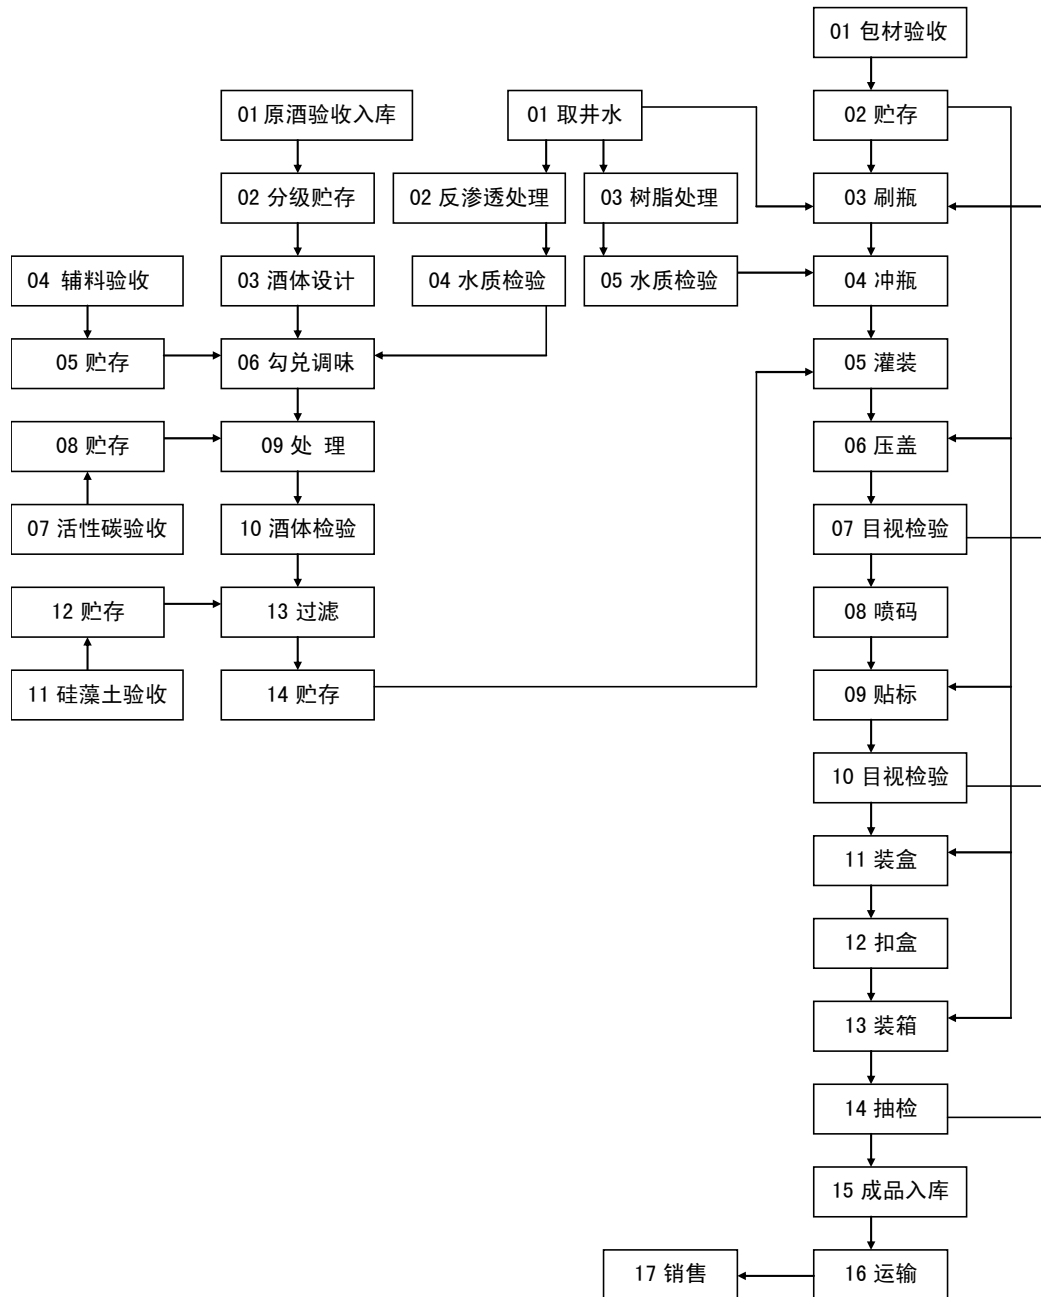 01 包材验收
01 原酒验收入库
01 取井水
02 贮存
02 分级贮存
02 反渗透处理
03 树脂处理
03 刷瓶
04 辅料验收
03 酒体设计
04 水质检验
05 水质检验
04 冲瓶
05 贮存
06 勾兑调味
05 灌装
08 贮存
09 处 理
06 压盖
07 活性碳验收
10 酒体检验
07 目视检验
12 贮存
13 过滤
08 喷码
11 硅藻土验收
14 贮存
09 贴标
10 目视检验
11 装盒
12 扣盒
13 装箱
14 抽检
15 成品入库
17 销售
16 运输